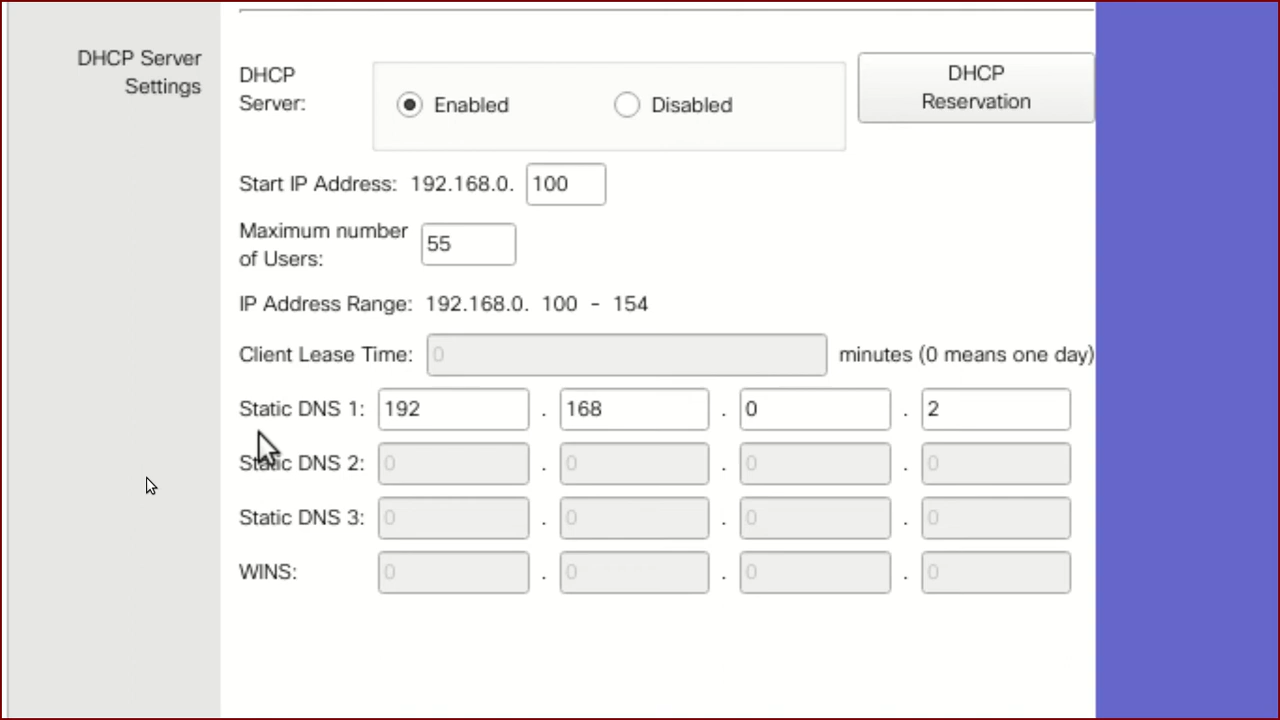 DHCP Server
Settings
DHCP
Server:
Enabled
Disabled
DHCP
Reservation
Start IP Address: 192.168.0. 100
Maximum number
of Users:
55
IP Address Range: 192.168.0. 100 - 154
Client Lease Time: 0 minutes (0 means one day)
Static DNS 1: 192 . 168 . 0 . 2
Static DNS 2: 0 . 0 . 0 . 0
Static DNS 3: 0 . 0 . 0 . 0
WINS: 0 . 0 . 0 . 0